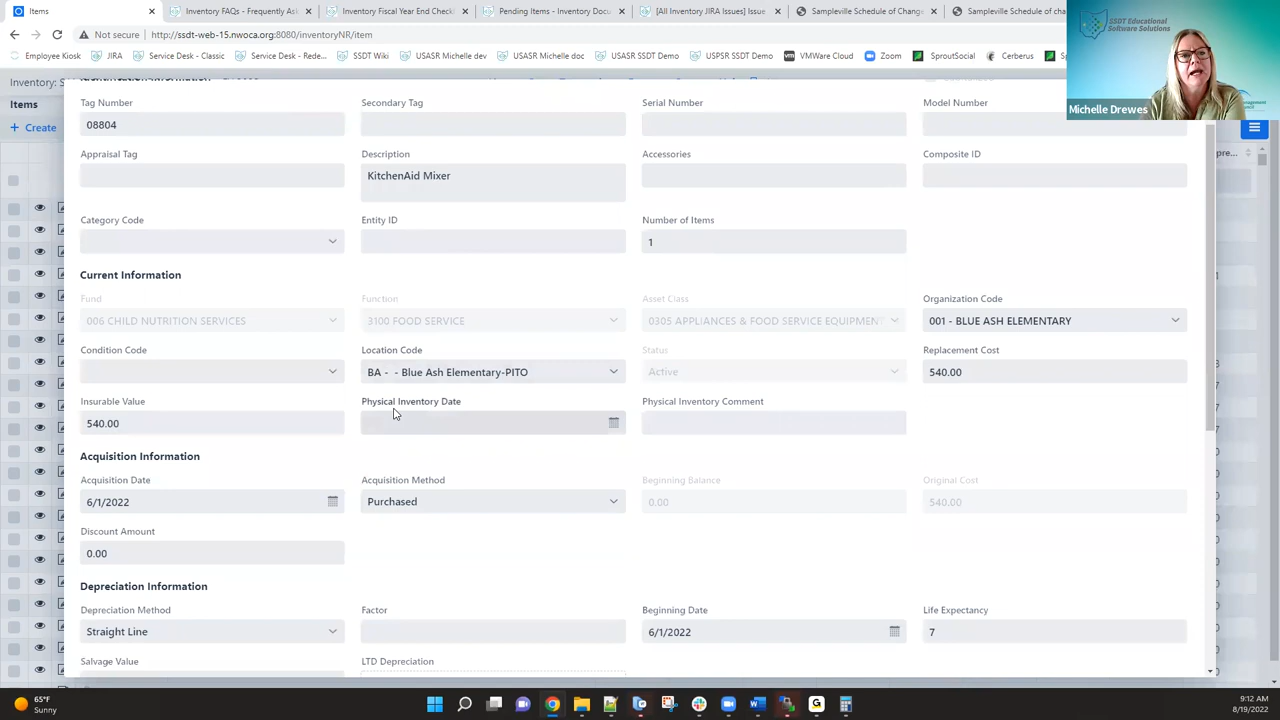 Items
Inventory FAQs - Frequently Ask
Inventory Fiscal Year End Check
Pending Items - Inventory Docu
[All Inventory JIRA Issues] Issue
Sampleville Schedule of Change
Sampleville Schedule of cha
Not secure | http://ssdt-web-15.nwoca.org:8080/inventoryNR/item
Employee Kiosk
JIRA
Service Desk - Classic
Service Desk - Rede...
SSDT Wiki
USASR Michelle dev
USASR Michelle doc
USASR SSDT Demo
USPSR SSDT Demo
VMWare Cloud
Zoom
SproutSocial
Cerberus
SSDT Educational
Software Solutions
Michelle Drewes
Inventory: S
Items
+ Create
Tag Number
Secondary Tag
Serial Number
Model Number
08804
Appraisal Tag
Description
Accessories
Composite ID
KitchenAid Mixer
Category Code
Entity ID
Number of Items
1
Current Information
Fund
Function
Asset Class
Organization Code
006 CHILD NUTRITION SERVICES
3100 FOOD SERVICE
0305 APPLIANCES & FOOD SERVICE EQUIPMEN
001 - BLUE ASH ELEMENTARY
Condition Code
Location Code
Status
Replacement Cost
BA - - Blue Ash Elementary-PITO
Active
540.00
Insurable Value
Physical Inventory Date
Physical Inventory Comment
540.00
Acquisition Information
Acquisition Date
Acquisition Method
Beginning Balance
Original Cost
6/1/2022
Purchased
0.00
540.00
Discount Amount
0.00
Depreciation Information
Depreciation Method
Factor
Beginning Date
Life Expectancy
Straight Line
6/1/2022
7
Salvage Value
LTD Depreciation
65°F
Sunny
9:12 AM
8/19/2022